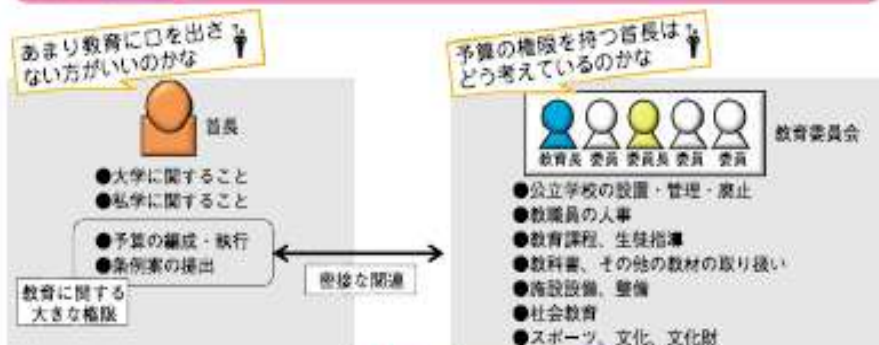 あまり教育に口を出さ
ない方がいいのかな
首長
●大学に関すること
●私学に関すること
●予算の編成・執行
●条例案の提出
教育に関する
大きな権限
密接な関連
予算の権限を持つ首長は
どう考えているのかな
教育長 委員 委員長 委員 委員
教育委員会
●公立学校の設置・管理・廃止
●教職員の人事
●教育課程、生徒指導
●教科書、その他の教材の取り扱い
●施設設備、整備
●社会教育
●スポーツ、文化、文化財